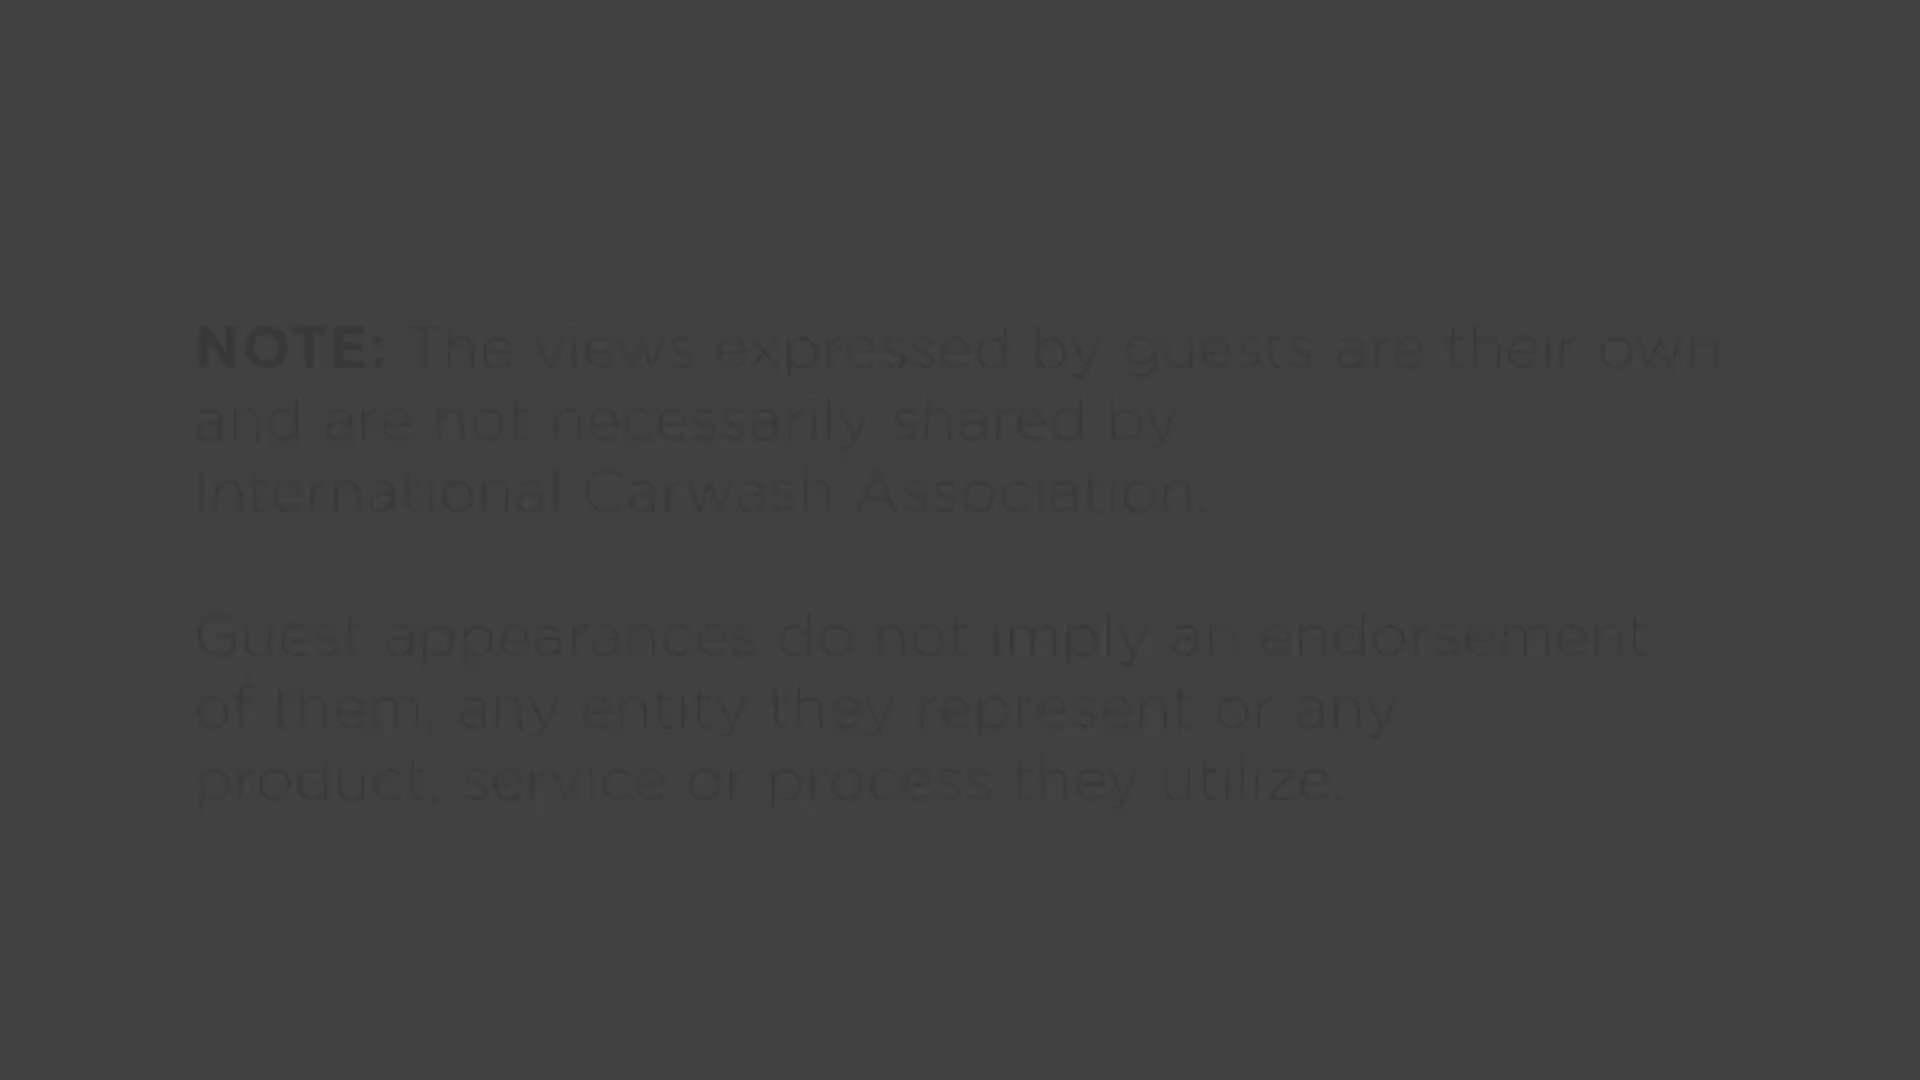 NOTE: The views expressed by guests are their own
and are not necessarily shared by
International Carwash Association.
Guest appearances do not imply an endorsement
of them, any entity they represent or any
product, service or process they utilize.